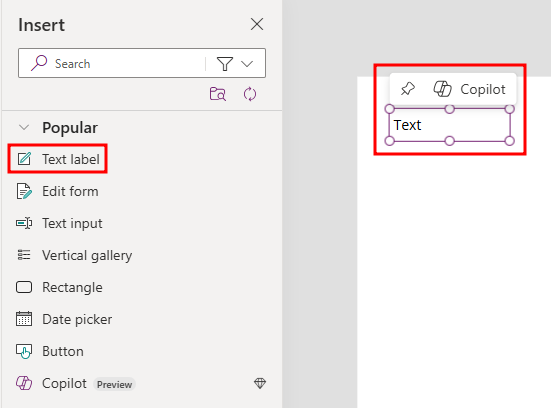 Insert
Search
Popular
Text label
Edit form
Text input
Vertical gallery
Rectangle
Date picker
Button
Copilot Preview
Copilot
Text